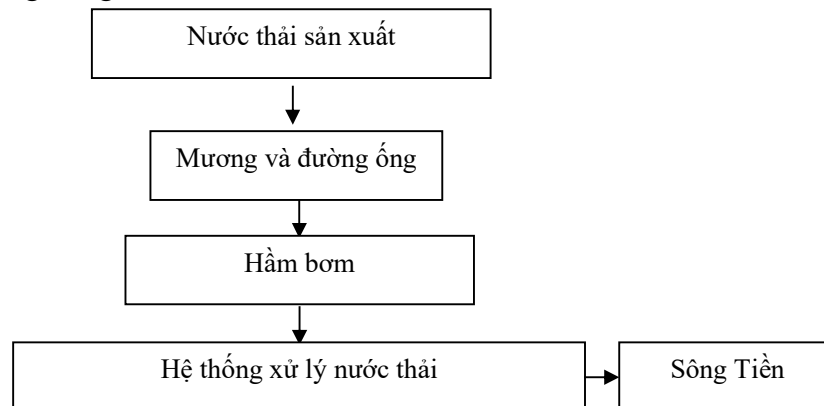 Nước thải sản xuất
Mương và đường ống
Hầm bơm
Hệ thống xử lý nước thải
Sông Tiền